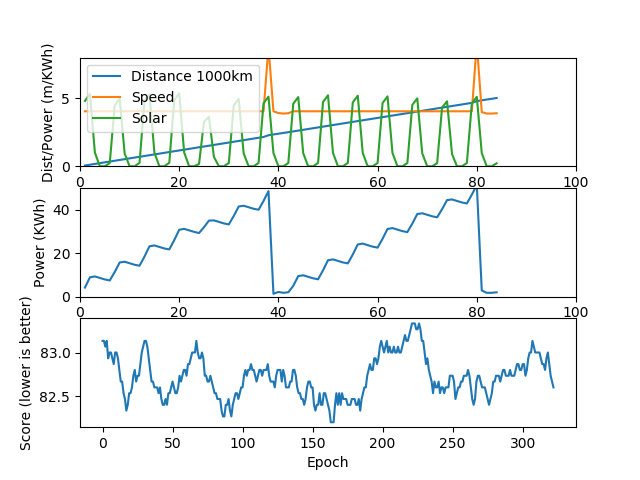 Dist/Power (m/KWh)
5
0
Distance 1000km
Speed
Solar
0 20 40 60 80 100
Power (KWh)
40
20
0
0 20 40 60 80 100
Score (lower is better)
83.0
82.5
0 50 100 150 200 250 300
Epoch